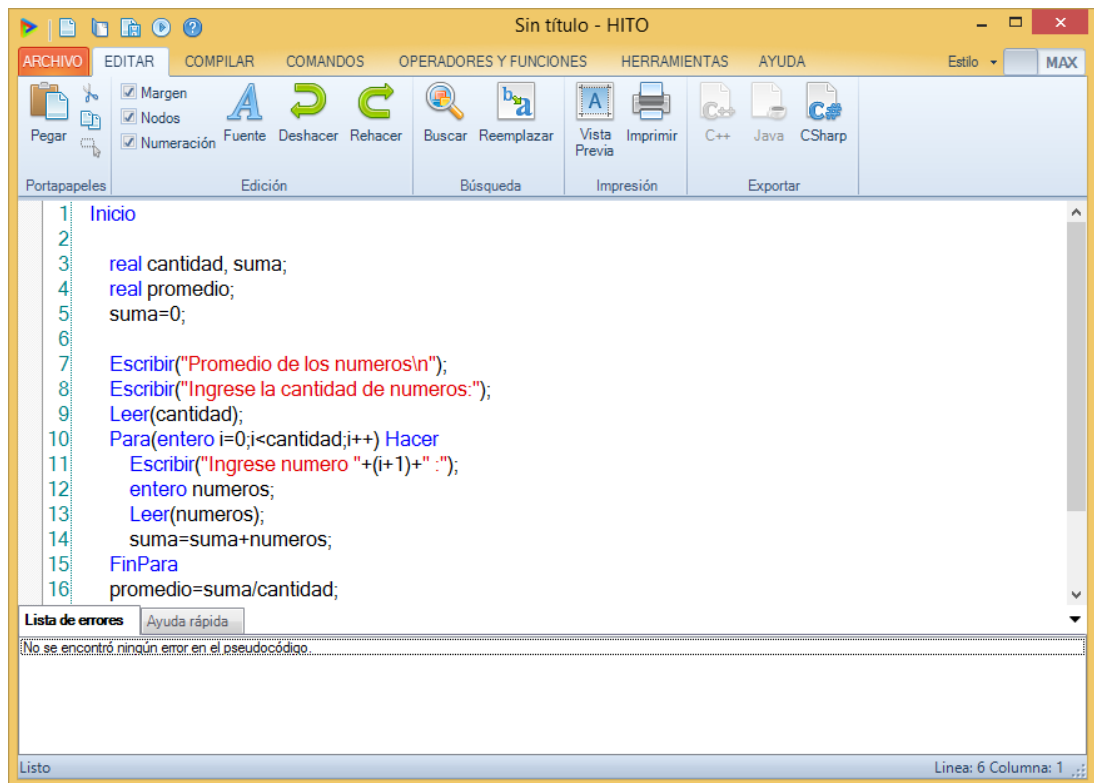 Sin título - HITO
ARCHIVO EDITAR COMPILAR COMANDOS OPERADORES Y FUNCIONES HERRAMIENTAS AYUDA Estilo MAX
Pegar
Margen
Nodos
Numeración
Fuente Deshacer Rehacer Buscar Reemplazar Vista Previa Imprimir C++ Java CSharp
Portapapeles Edición Búsqueda Impresión Exportar
1 Inicio
2
3 real cantidad, suma;
4 real promedio;
5 suma=0;
6
7 Escribir("Promedio de los numeros\n");
8 Escribir("Ingrese la cantidad de numeros:");
9 Leer(cantidad);
10 Para(entero i=0;i<cantidad;i++) Hacer
11 Escribir("Ingrese numero "+(i+1)+" :");
12 entero numeros;
13 Leer(numeros);
14 suma=suma+numeros;
15 FinPara
16 promedio=suma/cantidad;
Lista de errores Ayuda rápida
No se encontró ningún error en el pseudocódigo.
Listo Linea: 6 Columna: 1